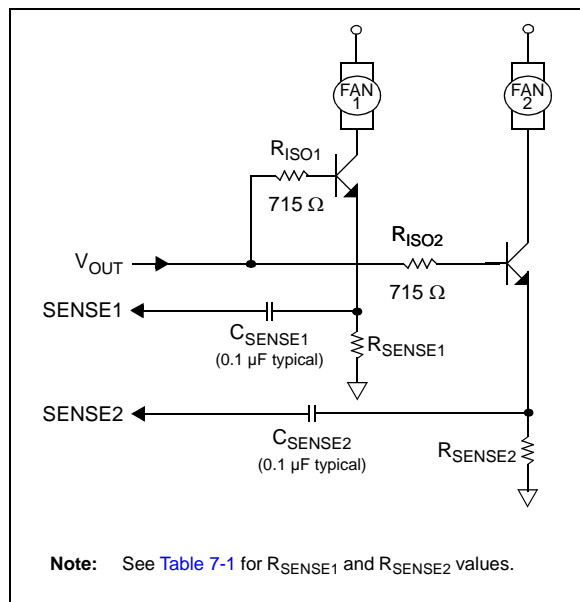 FAN
1
FAN
2
RISO1
715 Ω
RISO2
715 Ω
VOUT
SENSE1
CSENSE1
(0.1 µF typical)
RSENSE1
SENSE2
CSENSE2
(0.1 µF typical)
RSENSE2
Note: See Table 7-1 for RSENSE1 and RSENSE2 values.